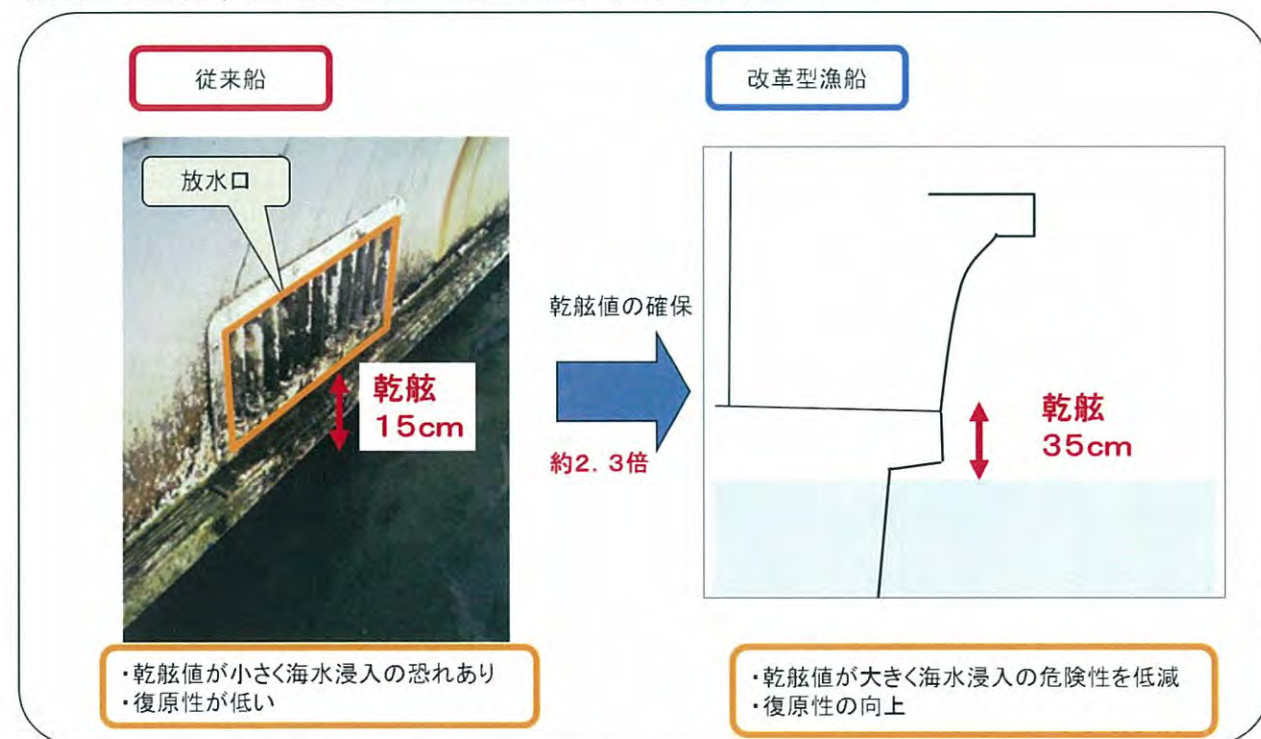 従来船
改革型漁船
放水口
乾舷
15cm
乾舷値の確保
約2.3倍
乾舷
35cm
・乾舷値が小さく海水浸入の恐れあり
・復原性が低い
・乾舷値が大きく海水浸入の危険性を低減
・復原性の向上